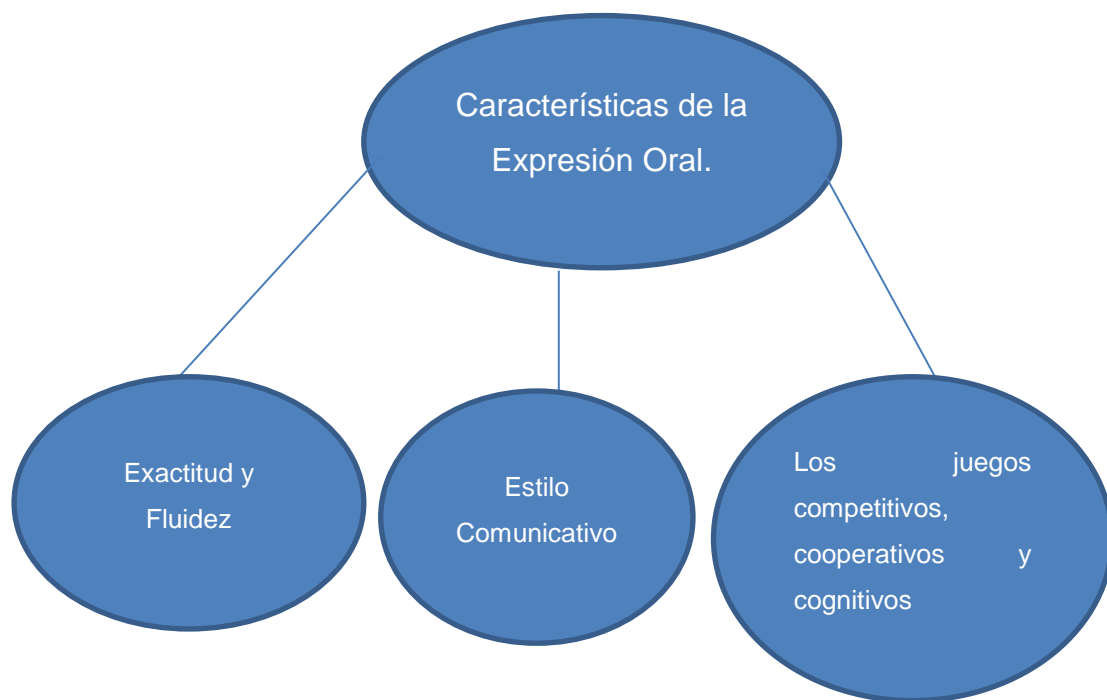 Características de la
Expresión Oral.
Exactitud y
Fluidez
Estilo
Comunicativo
Los juegos
competitivos,
cooperativos y
cognitivos